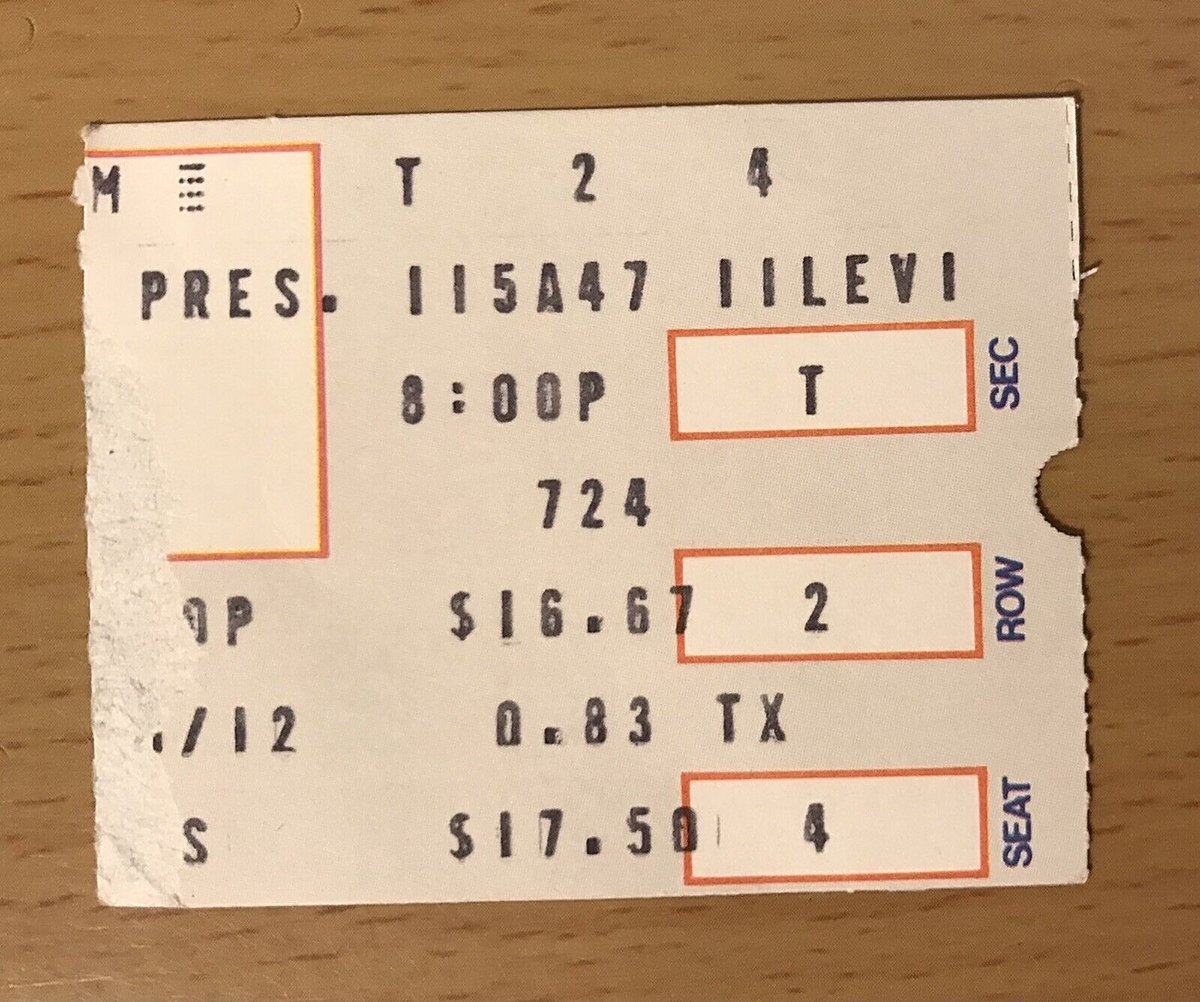 M T 2 4
PRES. 115A47 11LEV1
8:00P T SEC
724
0P $16.67 2 ROW
./12 0.83 TX
S $17.50 4 SEAT